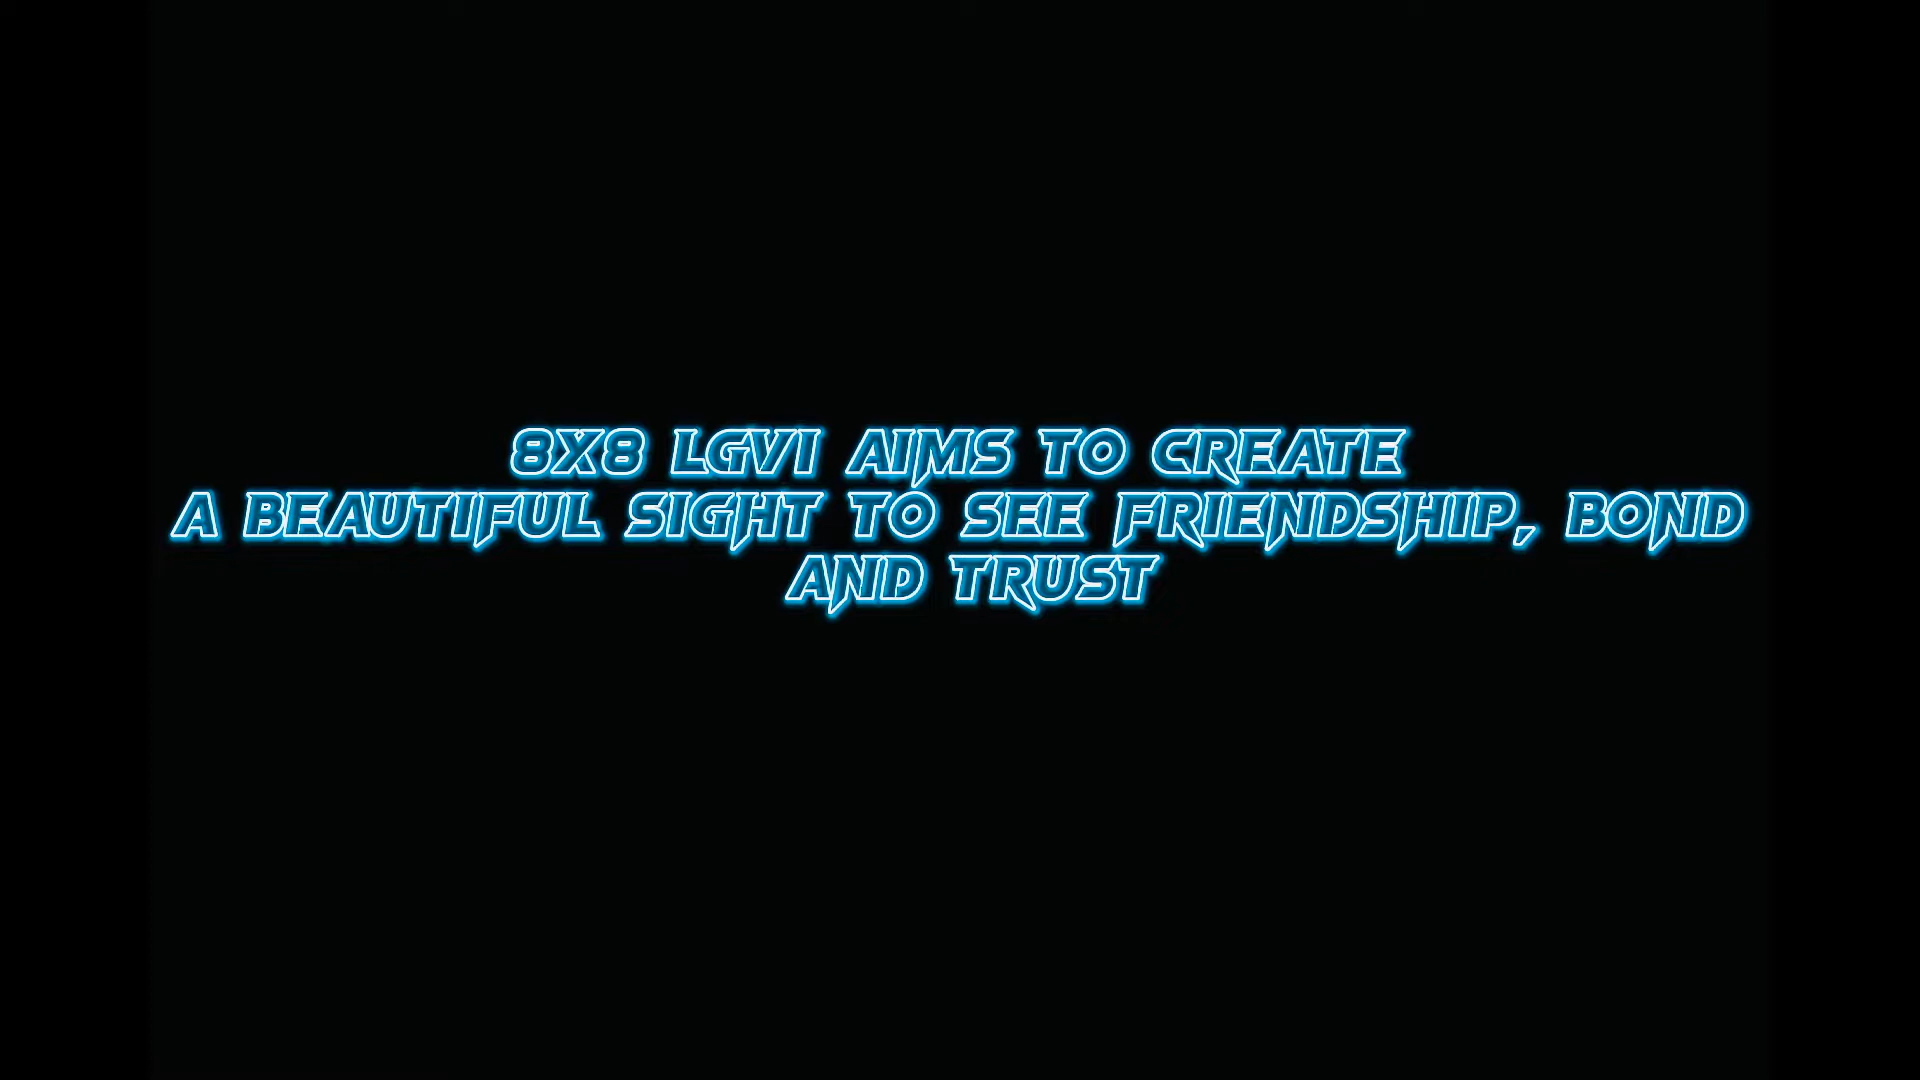 8X8 LGVI AIMS TO CREATE
A BEAUTIFUL SIGHT TO SEE FRIENDSHIP, BOND
AND TRUST